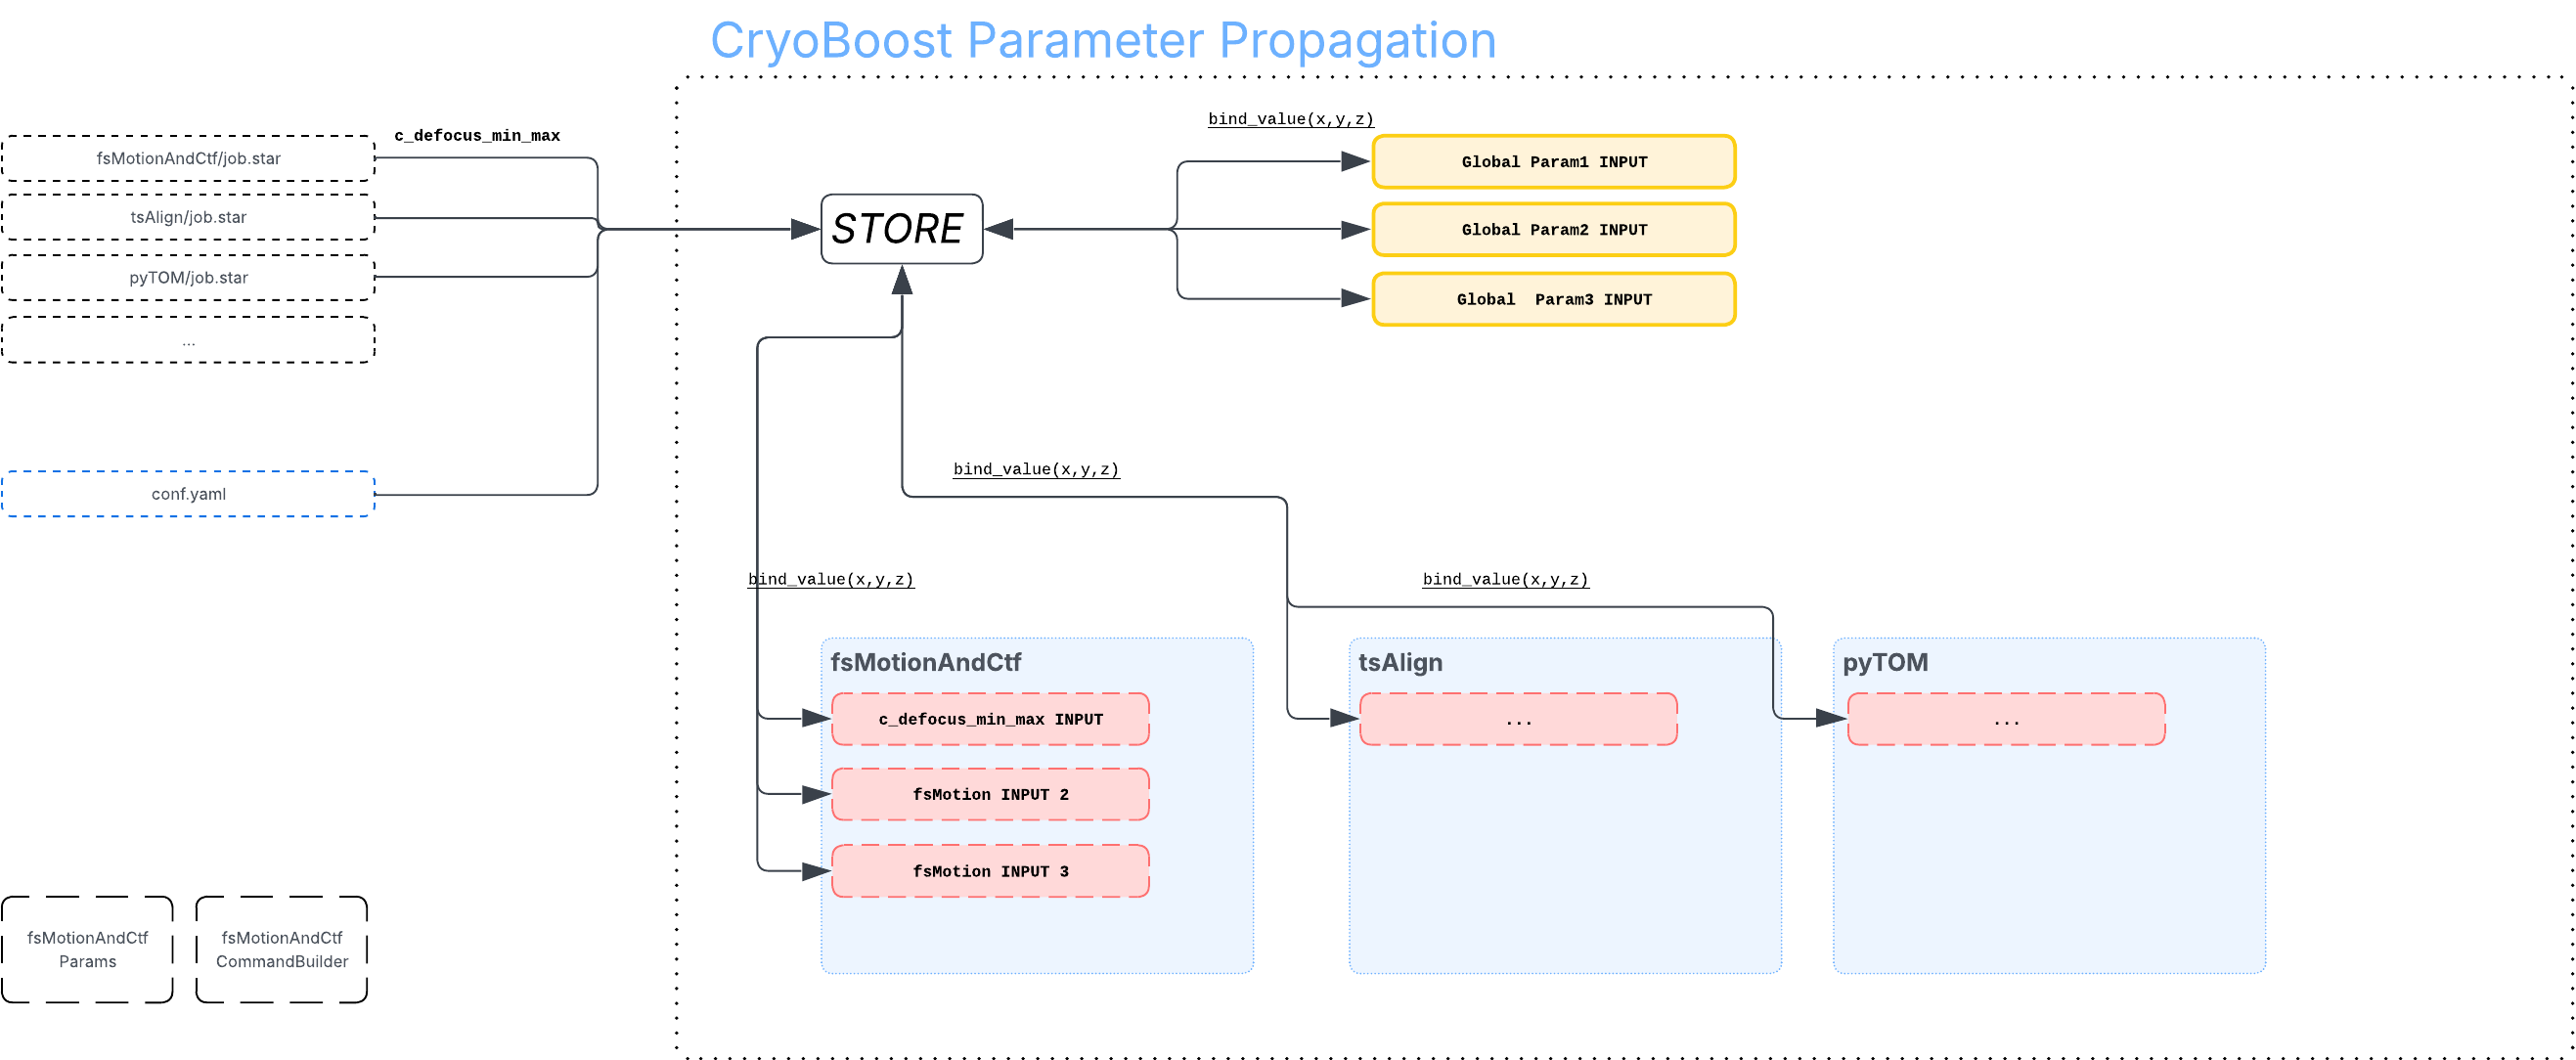 CryoBoost Parameter Propagation
c_defocus_min_max
fsMotionAndCtf/job.star
tsAlign/job.star
pyTOM/job.star
...
conf.yaml
STORE
bind_value(x,y,z)
Global Param1 INPUT
Global Param2 INPUT
Global  Param3 INPUT
bind_value(x,y,z)
bind_value(x,y,z)
bind_value(x,y,z)
fsMotionAndCtf
c_defocus_min_max INPUT
fsMotion INPUT 2
fsMotion INPUT 3
tsAlign
...
pyTOM
...
fsMotionAndCtf
Params
fsMotionAndCtf
CommandBuilder